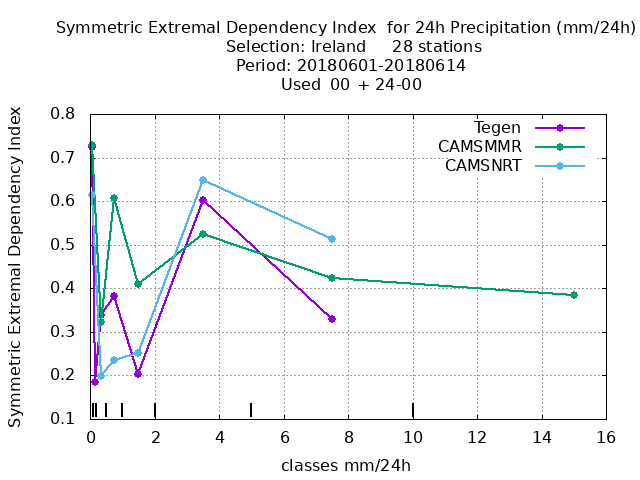 Symmetric Extremal Dependency Index  for 24h Precipitation (mm/24h)
Selection: Ireland     28 stations
Period: 20180601-20180614
Used  00 + 24-00
Symmetric Extremal Dependency Index
0.8
0.7
0.6
0.5
0.4
0.3
0.2
0.1
Tegen
CAMSMMR
CAMSNRT
0 2 4 6 8 10 12 14 16
classes mm/24h